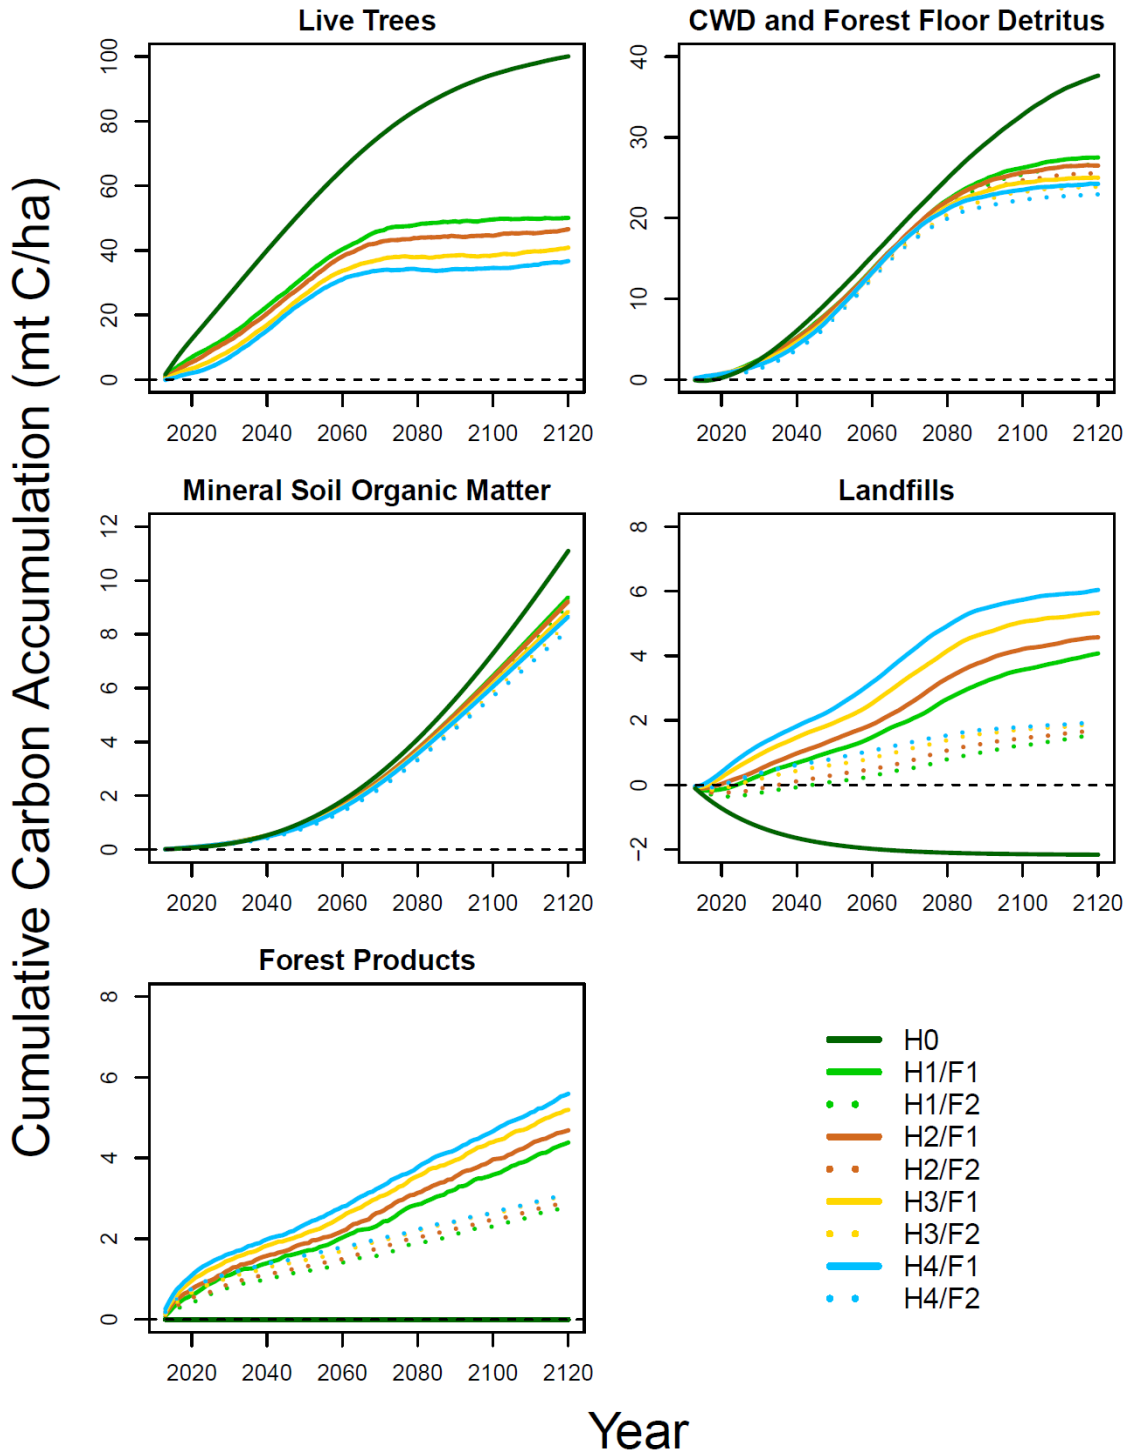 Live Trees
CWD and Forest Floor Detritus
Cumulative Carbon Accumulation (mt C/ha)
0 20 40 60 80 100
2020 2040 2060 2080 2100 2120
0 10 20 30 40
2020 2040 2060 2080 2100 2120
Mineral Soil Organic Matter
0 2 4 6 8 10 12
2020 2040 2060 2080 2100 2120
Landfills
−2 0 2 4 6 8
2020 2040 2060 2080 2100 2120
Forest Products
0 2 4 6 8
2020 2040 2060 2080 2100 2120
H0
H1/F1
H1/F2
H2/F1
H2/F2
H3/F1
H3/F2
H4/F1
H4/F2
Year